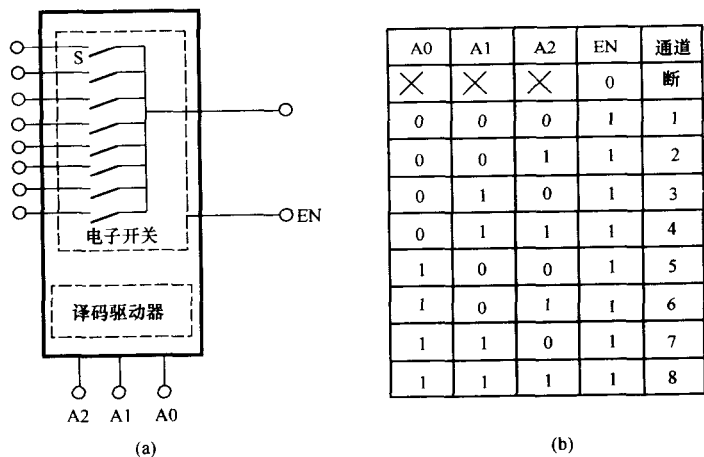 S
EN
电子开关
译码驱动器
A2 A1 A0
(a)
A0 A1 A2 EN 通道
× × × 0 断
0 0 0 1 1
0 0 1 1 2
0 1 0 1 3
0 1 1 1 4
1 0 0 1 5
1 0 1 1 6
1 1 0 1 7
1 1 1 1 8
(b)